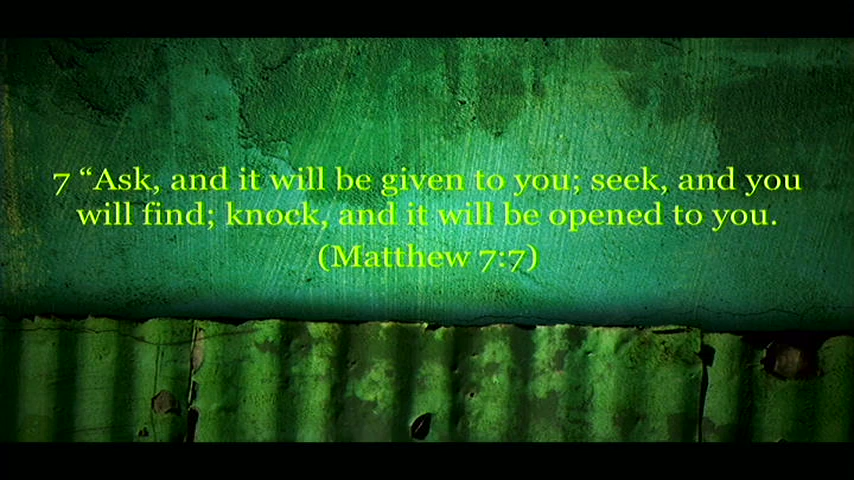 7 “Ask, and it will be given to you; seek, and you
will find; knock, and it will be opened to you.
(Matthew 7:7)